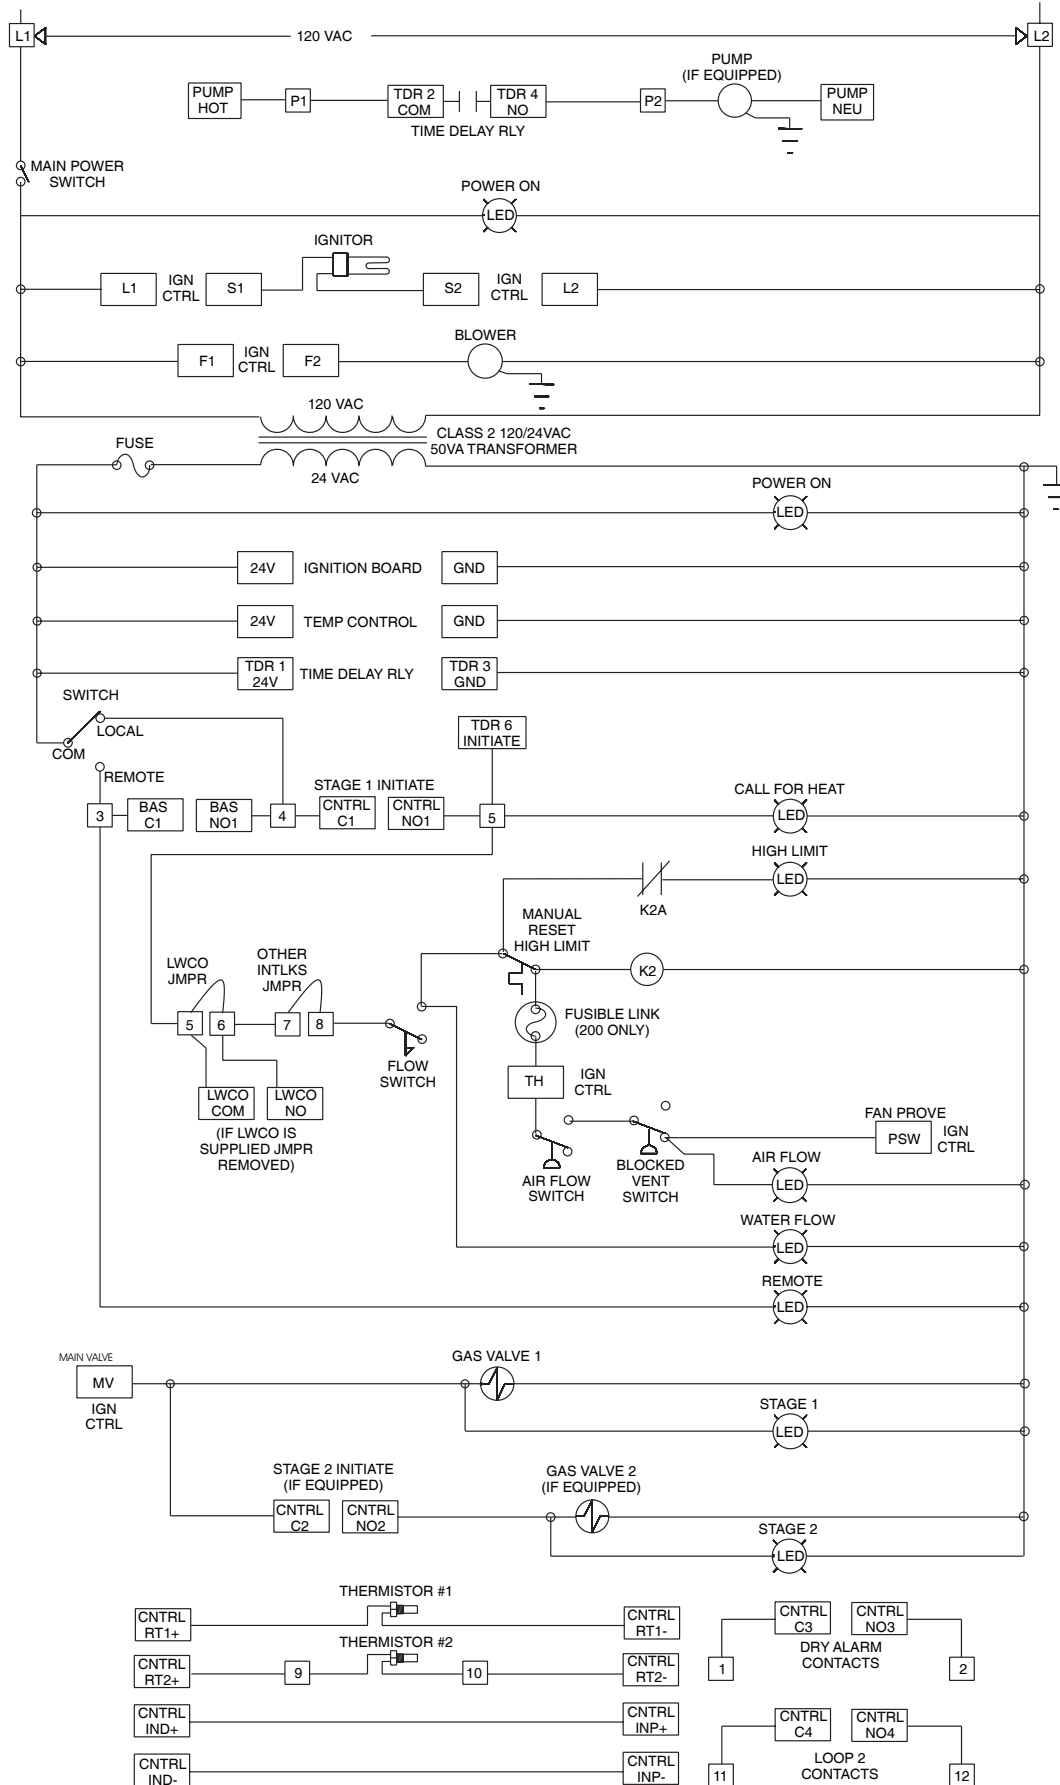 L1
120 VAC
L2
PUMP
(IF EQUIPPED)
PUMP
HOT
P1
TDR 2
COM
TDR 4
NO
P2
PUMP
NEU
TIME DELAY RLY
MAIN POWER
SWITCH
POWER ON
LED
IGNITOR
L1
IGN
CTRL
S1
S2
IGN
CTRL
L2
BLOWER
F1
IGN
CTRL
F2
120 VAC
CLASS 2 120/24VAC
50VA TRANSFORMER
FUSE
24 VAC
POWER ON
LED
24V
IGNITION BOARD
GND
24V
TEMP CONTROL
GND
TDR 1
24V
TIME DELAY RLY
TDR 3
GND
SWITCH
LOCAL
COM
REMOTE
TDR 6
INITIATE
STAGE 1 INITIATE
CALL FOR HEAT
3
BAS
C1
BAS
NO1
4
CNTRL
C1
CNTRL
NO1
5
LED
HIGH LIMIT
LED
K2A
MANUAL
RESET
HIGH LIMIT
K2
LWCO
JMPR
OTHER
INTLKS
JMPR
5
6
7
8
FLOW
SWITCH
FUSIBLE LINK
(200 ONLY)
TH
IGN
CTRL
LWCO
COM
LWCO
NO
(IF LWCO IS
SUPPLIED JMPR
REMOVED)
AIR FLOW
SWITCH
BLOCKED
VENT
SWITCH
FAN PROVE
PSW
IGN
CTRL
AIR FLOW
LED
WATER FLOW
LED
REMOTE
LED
MAIN VALVE
MV
IGN
CTRL
GAS VALVE 1
STAGE 1
LED
STAGE 2 INITIATE
(IF EQUIPPED)
CNTRL
C2
CNTRL
NO2
GAS VALVE 2
(IF EQUIPPED)
STAGE 2
LED
THERMISTOR #1
CNTRL
RT1+
CNTRL
RT1-
THERMISTOR #2
CNTRL
RT2+
9
10
CNTRL
RT2-
CNTRL
IND+
CNTRL
INP+
CNTRL
IND-
CNTRL
INP-
CNTRL
C3
CNTRL
NO3
DRY ALARM
CONTACTS
1
2
CNTRL
C4
CNTRL
NO4
LOOP 2
CONTACTS
11
12